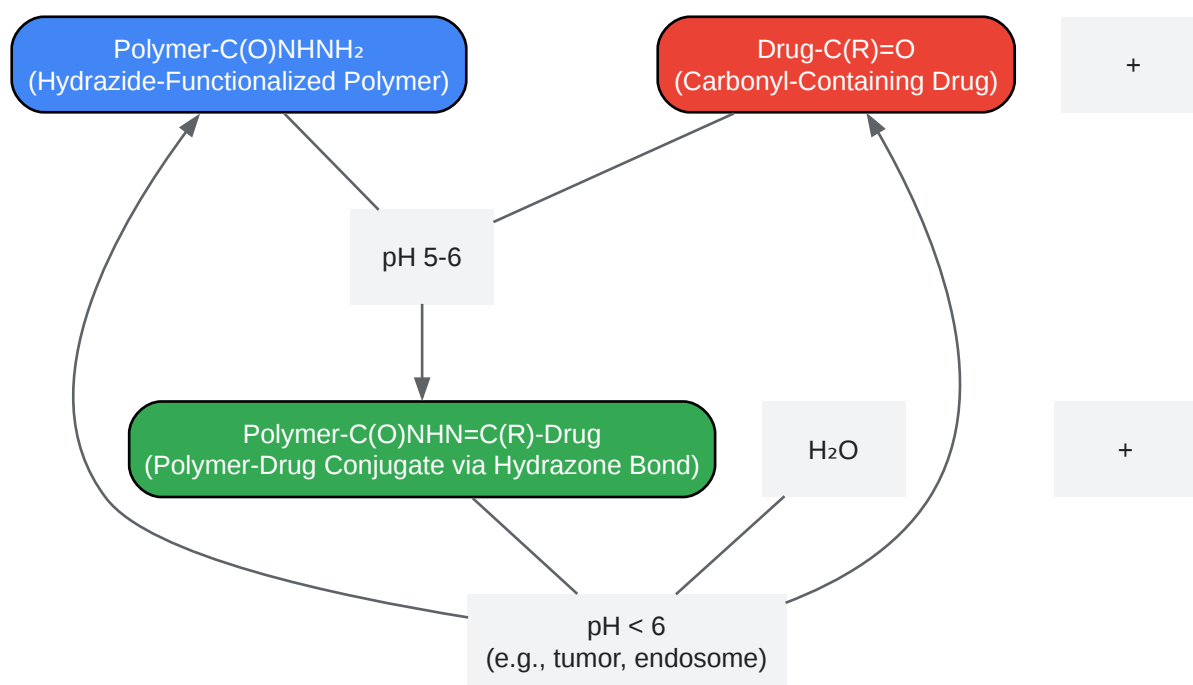 Polymer-C(O)NHNH₂
(Hydrazide-Functionalized Polymer)
Drug-C(R)=O
(Carbonyl-Containing Drug)
+
pH 5-6
Polymer-C(O)NHN=C(R)-Drug
(Polymer-Drug Conjugate via Hydrazone Bond)
H₂O
+
pH < 6
(e.g., tumor, endosome)